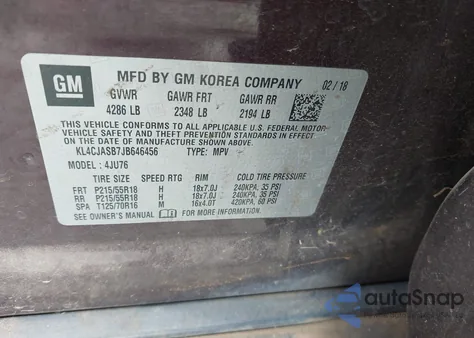 GM
MFD BY GM KOREA COMPANY 02/18
GVWR GAWR FRT GAWR RR
4286 LB 2348 LB 2194 LB
THIS VEHICLE CONFORMS TO ALL APPLICABLE U.S. FEDERAL MOTOR
VEHICLE SAFETY AND THEFT PREVENTION STANDARDS IN EFFECT
ON THE DATE OF MANUFACTURE SHOWN ABOVE.
KL4CJASB7JB646456 TYPE: MPV
MODEL: 4JU76
TIRE SIZE SPEED RTG RIM COLD TIRE PRESSURE
FRT P215/55R18 H 18x7.0J 240KPA, 35 PSI
RR P215/55R18 H 18x7.0J 240KPA, 35 PSI
SPA T125/70R16 M 16x4.0T 420KPA, 60 PSI
SEE OWNER'S MANUAL FOR MORE INFORMATION.
autoSnap